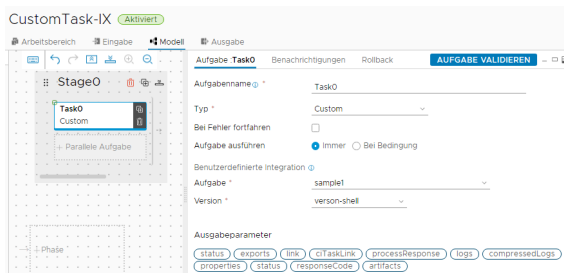 CustomTask-IX Aktiviert
Arbeitsbereich Eingabe Modell Ausgabe
Aufgabe :Task0 Benachrichtigungen Rollback AUFGABE VALIDIEREN
Stage0
Task0
Custom
+ Parallele Aufgabe
+ Phase
Aufgabenname * Task0
Typ * Custom
Bei Fehler fortfahren
Aufgabe ausführen Immer Bei Bedingung
Benutzerdefinierte Integration
Aufgabe * sample1
Version * verson-shell
Ausgabeparameter
status exports link ciTaskLink processResponse logs compressedLogs
properties status responseCode artifacts